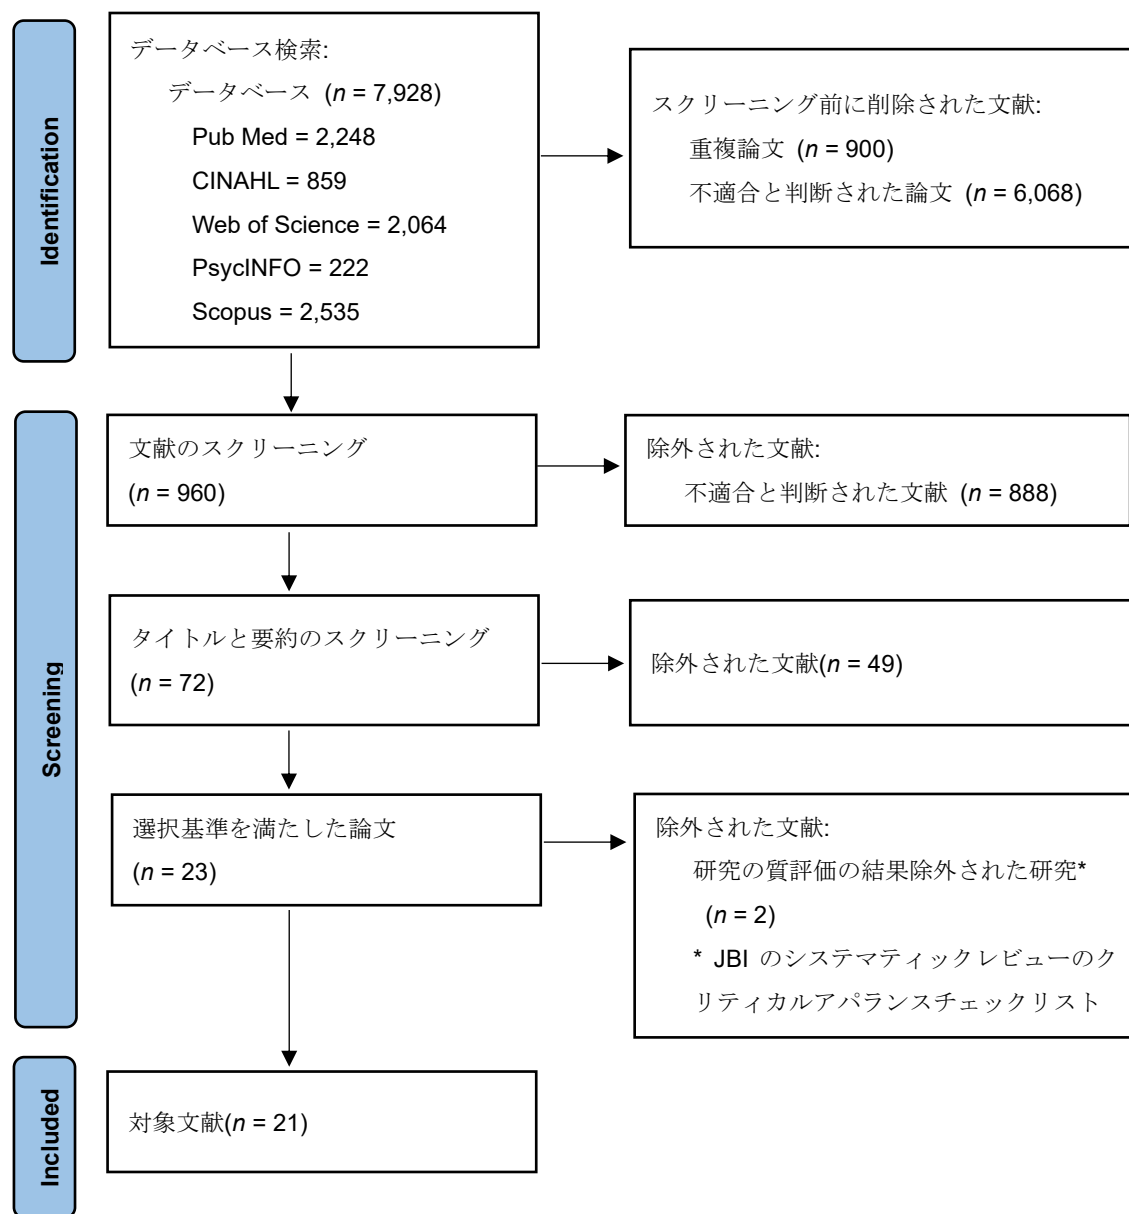 Identification
データベース検索:
データベース (n = 7,928)
Pub Med = 2,248
CINAHL = 859
Web of Science = 2,064
PsycINFO = 222
Scopus = 2,535
スクリーニング前に削除された文献:
重複論文 (n = 900)
不適合と判断された論文 (n = 6,068)
Screening
文献のスクリーニング
(n = 960)
除外された文献:
不適合と判断された文献 (n = 888)
タイトルと要約のスクリーニング
(n = 72)
除外された文献(n = 49)
選択基準を満たした論文
(n = 23)
除外された文献:
研究の質評価の結果除外された研究*
(n = 2)
* JBI のシステマティックレビューのク
リティカルアパランスチェックリスト
Included
対象文献(n = 21)